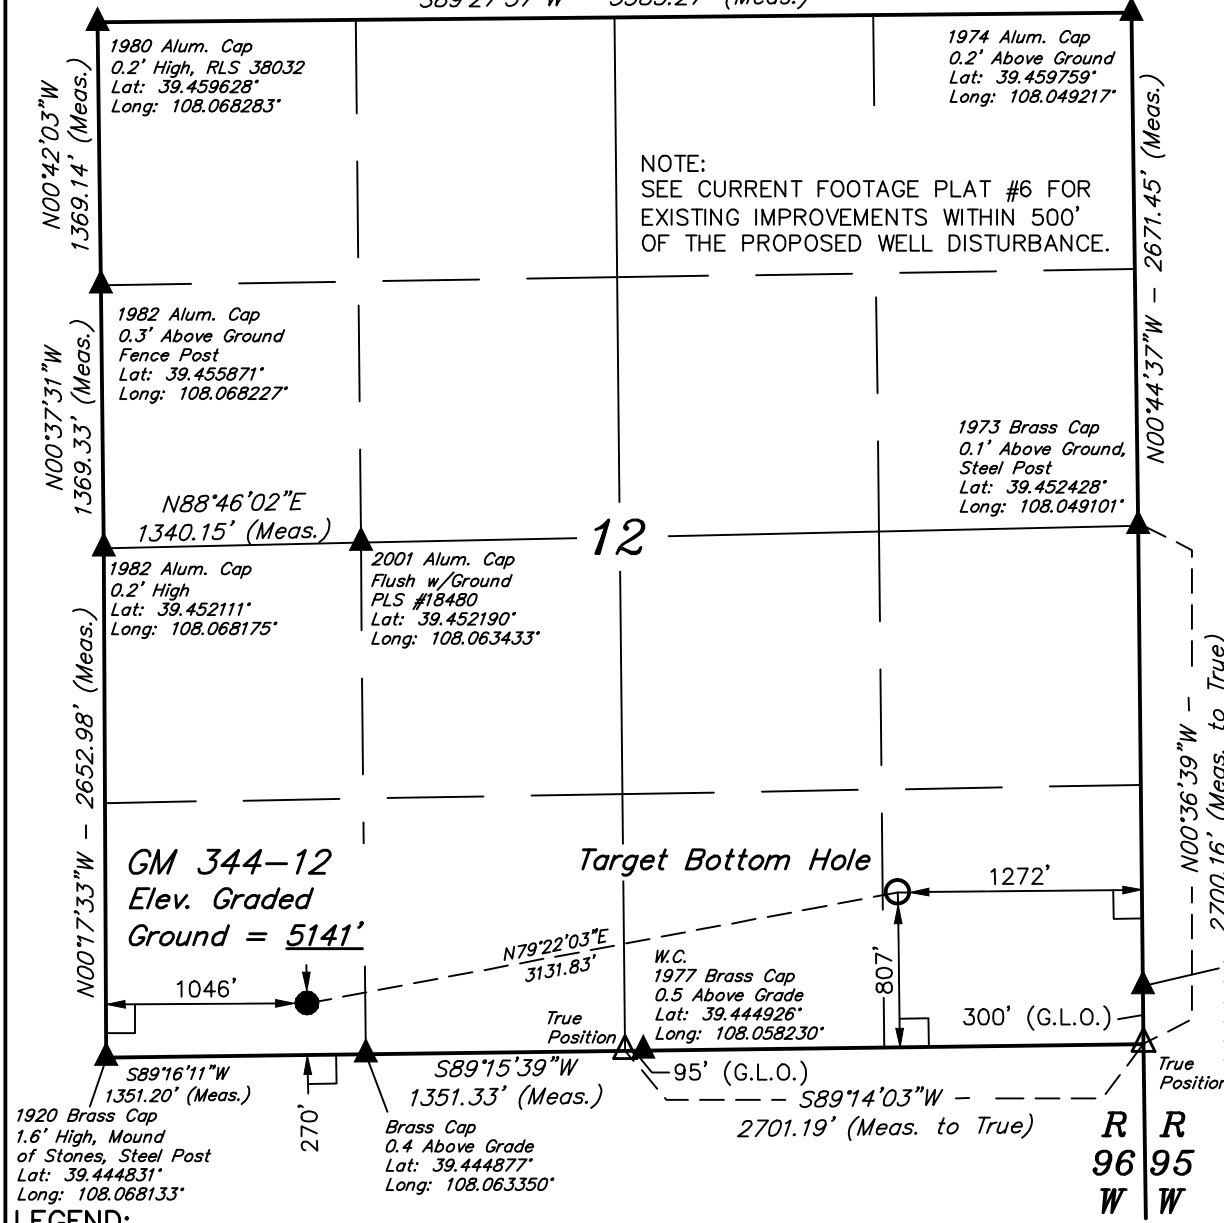 1980 Alum. Cap
0.2' High, RLS 38032
Lat: 39.459628°
Long: 108.068283°
1974 Alum. Cap
0.2' Above Ground
Lat: 39.459759°
Long: 108.049217°
N00°42'03"W
1369.14' (Meas.)
NOTE:
SEE CURRENT FOOTAGE PLAT #6 FOR
EXISTING IMPROVEMENTS WITHIN 500'
OF THE PROPOSED WELL DISTURBANCE.
N00°44'37"W - 2671.45' (Meas.)
1982 Alum. Cap
0.3' Above Ground
Fence Post
Lat: 39.455871°
Long: 108.068227°
N00°37'31"W
1369.33' (Meas.)
1973 Brass Cap
0.1' Above Ground,
Steel Post
Lat: 39.452428°
Long: 108.049101°
N88°46'02"E
1340.15' (Meas.)
12
1982 Alum. Cap
0.2' High
Lat: 39.452111°
Long: 108.068175°
2001 Alum. Cap
Flush w/Ground
PLS #18480
Lat: 39.452190°
Long: 108.063433°
N00°17'33"W - 2652.98' (Meas.)
N00°36'39"W -
2700.16' (Meas. to True)
GM 344-12
Elev. Graded
Ground = 5141'
Target Bottom Hole
1272'
807'
N79°22'03"E
3131.83'
1046'
W.C.
1977 Brass Cap
0.5 Above Grade
Lat: 39.444926°
Long: 108.058230°
True
Position
300' (G.L.O.)
True
Position
95' (G.L.O.)
S89°16'11"W
1351.20' (Meas.)
S89°15'39"W
1351.33' (Meas.)
S89°14'03"W
2701.19' (Meas. to True)
270'
1920 Brass Cap
1.6' High, Mound
of Stones, Steel Post
Lat: 39.444831°
Long: 108.068133°
Brass Cap
0.4 Above Grade
Lat: 39.444877°
Long: 108.063350°
R R
96 95
W W
LEGEND: